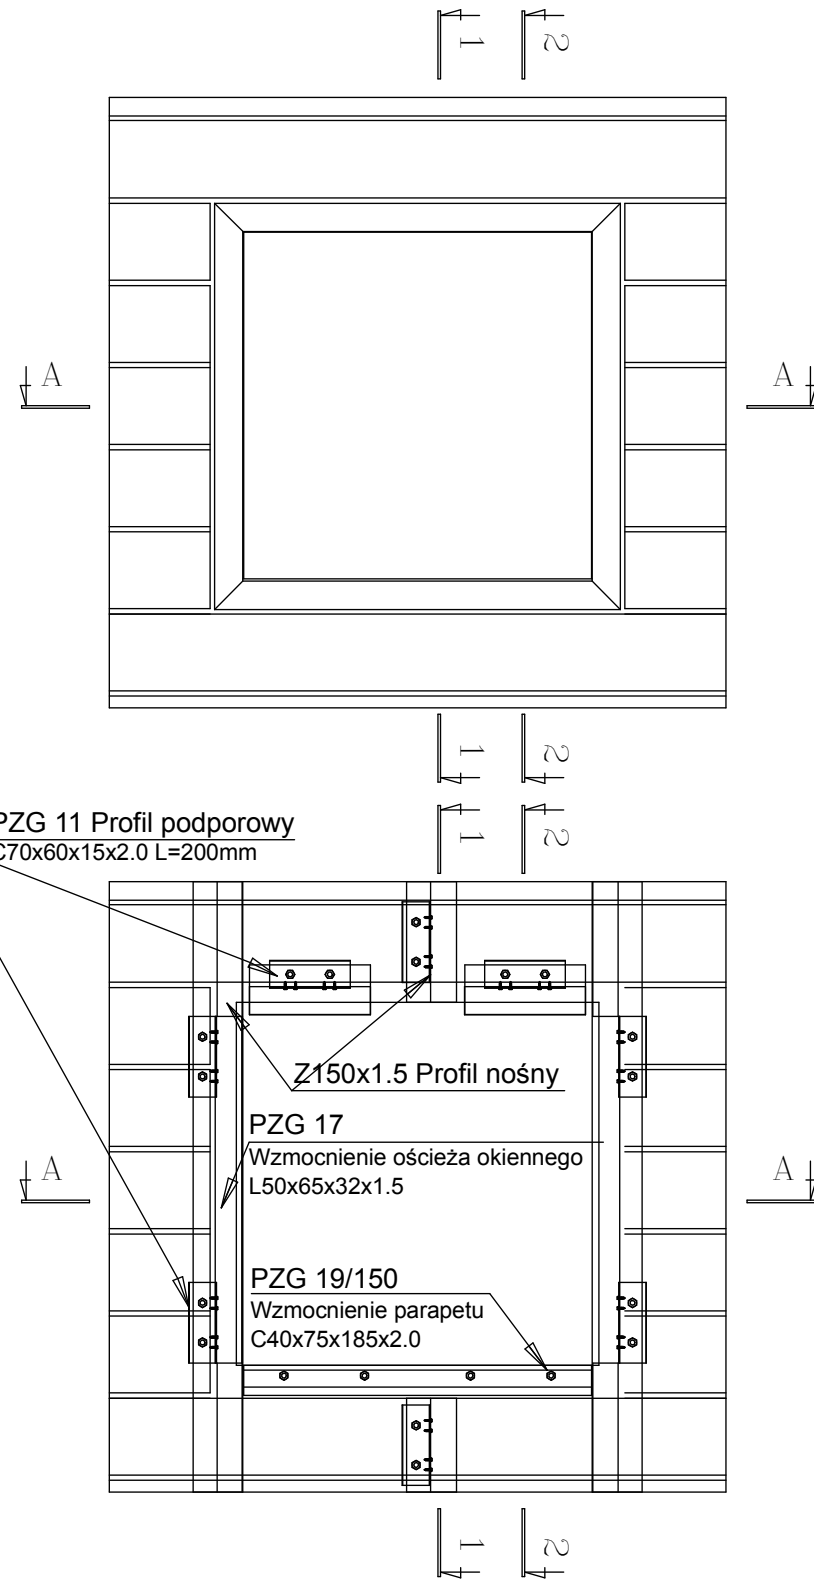 1 2
A A
1 2
1 2
PZG 11 Profil podporowy
C70x60x15x2.0 L=200mm
Z150x1.5 Profil nośny
PZG 17
Wzmocnienie ościeża okiennego
L50x65x32x1.5
A A
PZG 19/150
Wzmocnienie parapetu
C40x75x185x2.0
1 2